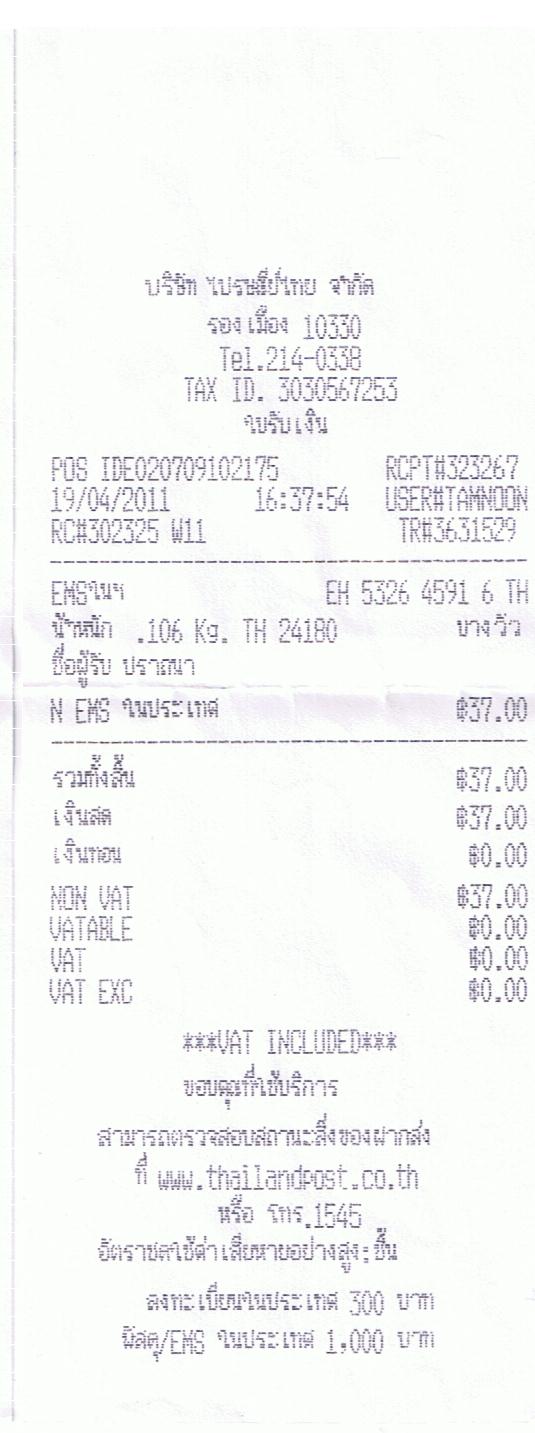 บริษัท ไปรษณีย์ไทย จำกัด
รองเมือง 10330
Tel.214-0338
TAX ID. 3030567253
ใบรับเงิน
POS IDE020709102175 RCPT#323267
19/04/2011 16:37:54 USER#TAMNOON
RC#302325 W11 TR#3631529
EMSในฯ EH 5326 4591 6 TH
น้ำหนัก .106 Kg. TH 24180 บางวัว
ชื่อผู้รับ ปรารถนา
N EMS ในประเทศ ฿37.00
รวมทั้งสิ้น ฿37.00
เงินสด ฿37.00
เงินทอน ฿0.00
NON VAT ฿37.00
VATABLE ฿0.00
VAT ฿0.00
VAT EXC ฿0.00
***VAT INCLUDED***
ขอบคุณที่ใช้บริการ
สามารถตรวจสอบสถานะสิ่งของฝากส่ง
ที่ www.thailandpost.co.th
หรือ โทร.1545
อัตราชดใช้ค่าเสียหายอย่างสูง:ชิ้น
ลงทะเบียนในประเทศ 300 บาท
พัสดุ/EMS ในประเทศ 1,000 บาท